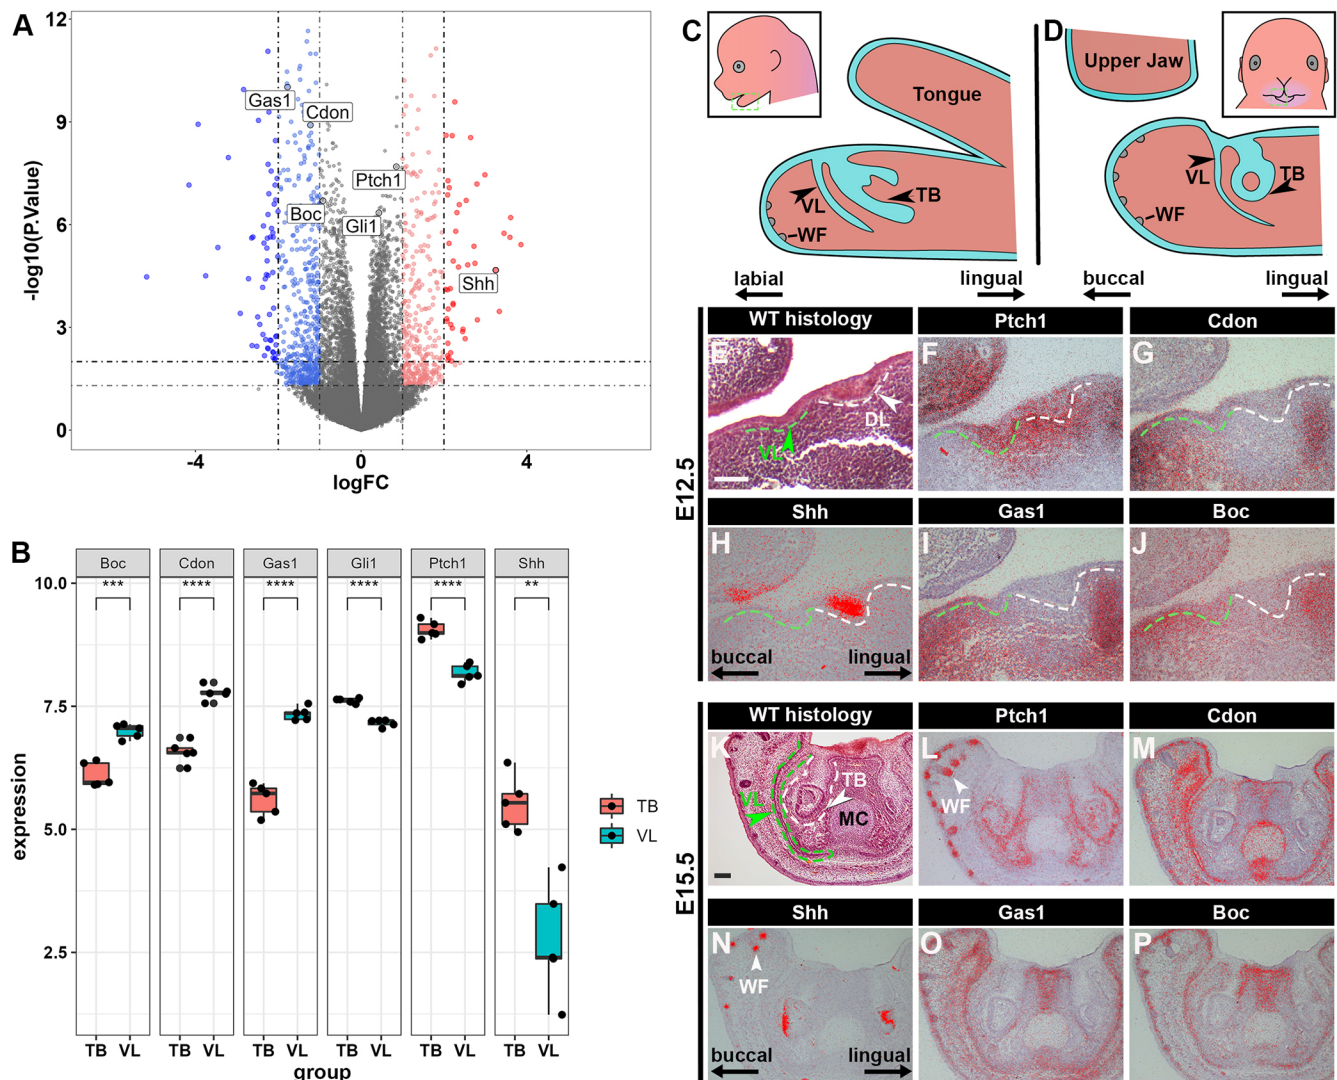 A
12
9
6
3
0
-log10(P.Value)
Gas1
Cdon
Ptch1
Boc
Gli1
Shh
-4
0
4
logFC
B
Boc
Cdon
Gas1
Gli1
Ptch1
Shh
***
****
****
****
****
**
10.0
7.5
5.0
2.5
expression
TB VL
TB VL
TB VL
TB VL
TB VL
TB VL
group
TB
VL
C
Tongue
VL
TB
WF
labial
lingual
D
Upper Jaw
VL
TB
WF
buccal
lingual
E12.5
WT histology
Ptch1
Cdon
E
VL
DL
F
G
Shh
Gas1
Boc
H
buccal
lingual
I
J
E15.5
WT histology
Ptch1
Cdon
K
VL
TB
MC
L
WF
M
Shh
Gas1
Boc
N
WF
buccal
lingual
O
P